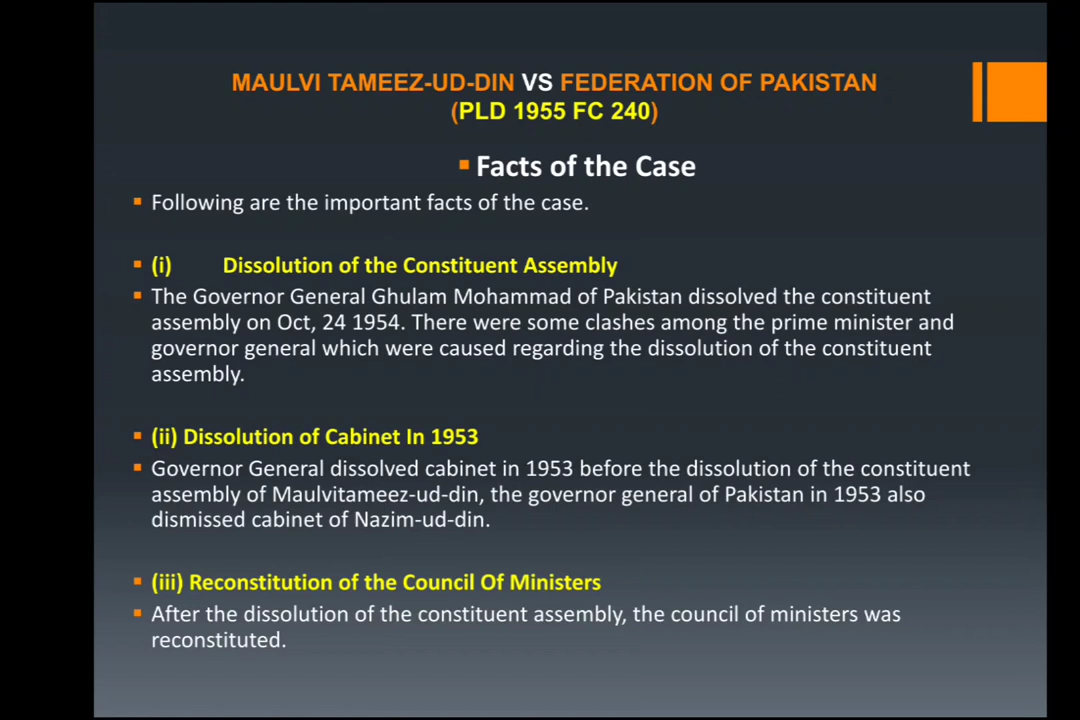 MAULVI TAMEEZ-UD-DIN VS FEDERATION OF PAKISTAN
(PLD 1955 FC 240)
Facts of the Case
Following are the important facts of the case.
(i) Dissolution of the Constituent Assembly
The Governor General Ghulam Mohammad of Pakistan dissolved the constituent
assembly on Oct, 24 1954. There were some clashes among the prime minister and
governor general which were caused regarding the dissolution of the constituent
assembly.
(ii) Dissolution of Cabinet In 1953
Governor General dissolved cabinet in 1953 before the dissolution of the constituent
assembly of Maulvitameez-ud-din, the governor general of Pakistan in 1953 also
dismissed cabinet of Nazim-ud-din.
(iii) Reconstitution of the Council Of Ministers
After the dissolution of the constituent assembly, the council of ministers was
reconstituted.